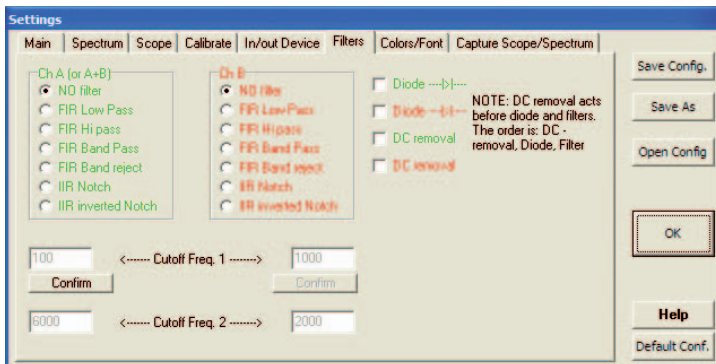 Settings
Main Spectrum Scope Calibrate In/out Device Filters Colors/Font Capture Scope/Spectrum
Ch A (or A+B)
NO filter
FIR Low Pass
FIR Hi pass
FIR Band Pass
FIR Band reject
IIR Notch
IIR inverted Notch
Ch B
NO filter
FIR Low Pass
FIR Hi pass
FIR Band Pass
FIR Band reject
IIR Notch
IIR inverted Notch
Diode ----|>|----
Diode ----|>|----
DC removal
DC removal
NOTE: DC removal acts
before diode and filters.
The order is: DC -
removal, Diode, Filter
100 <------ Cutoff Freq. 1 -------> 1000
Confirm Confirm
6000 <------ Cutoff Freq. 2 -------> 2000
Save Config.
Save As
Open Config
OK
Help
Default Conf.